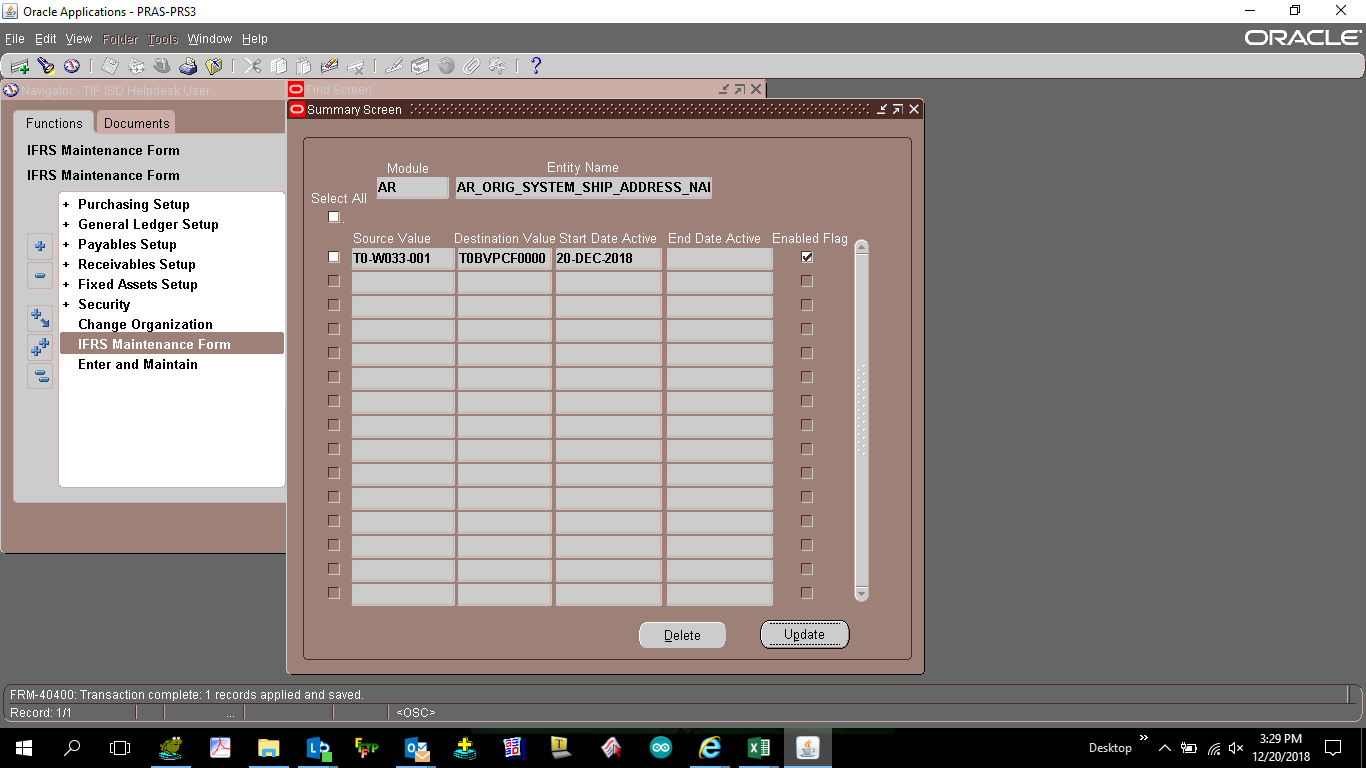 Oracle Applications - PRAS-PRS3
File Edit View Folder Tools Window Help
ORACLE
Navigator - TIP ISD Helpdesk User
Find Screen
Summary Screen
Functions Documents
IFRS Maintenance Form
IFRS Maintenance Form
+ Purchasing Setup
+ General Ledger Setup
+ Payables Setup
+ Receivables Setup
+ Fixed Assets Setup
+ Security
Change Organization
IFRS Maintenance Form
Enter and Maintain
Module Entity Name
AR AR_ORIG_SYSTEM_SHIP_ADDRESS_NAI
Select All
Source Value Destination Value Start Date Active End Date Active Enabled Flag
T0-W033-001 T0BVPCF0000 20-DEC-2018
Delete Update
FRM-40400: Transaction complete: 1 records applied and saved.
Record: 1/1 ... <OSC>
Desktop
3:29 PM
12/20/2018